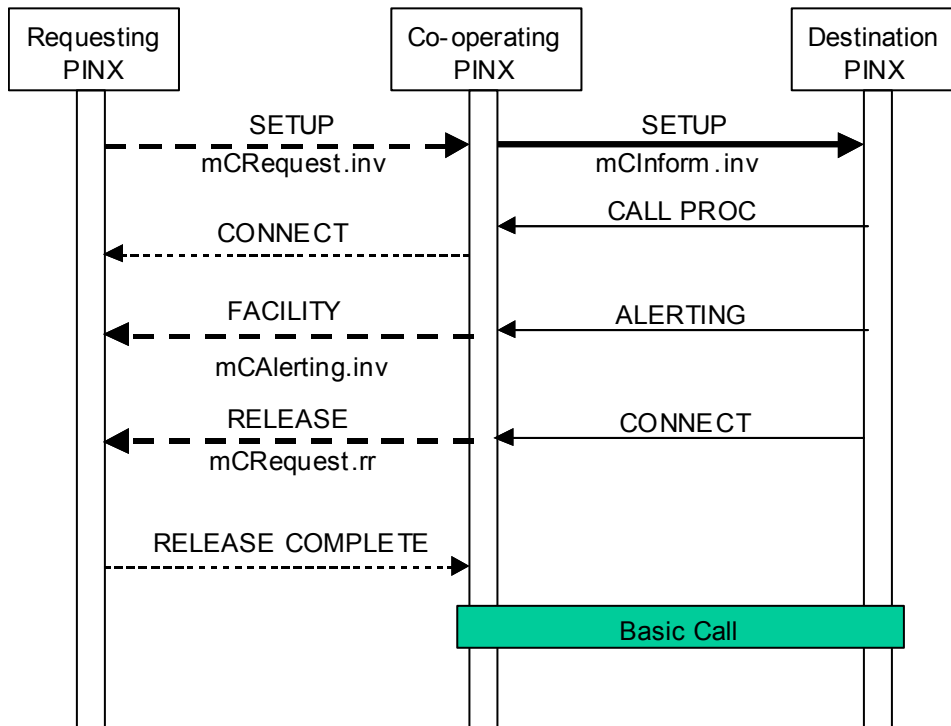 Requesting
PINX
Co-operating
PINX
Destination
PINX
SETUP
mCRequest.inv
SETUP
mCInform.inv
CALL PROC
CONNECT
FACILITY
mCAlerting.inv
ALERTING
RELEASE
mCRequest.rr
CONNECT
RELEASE COMPLETE
Basic Call